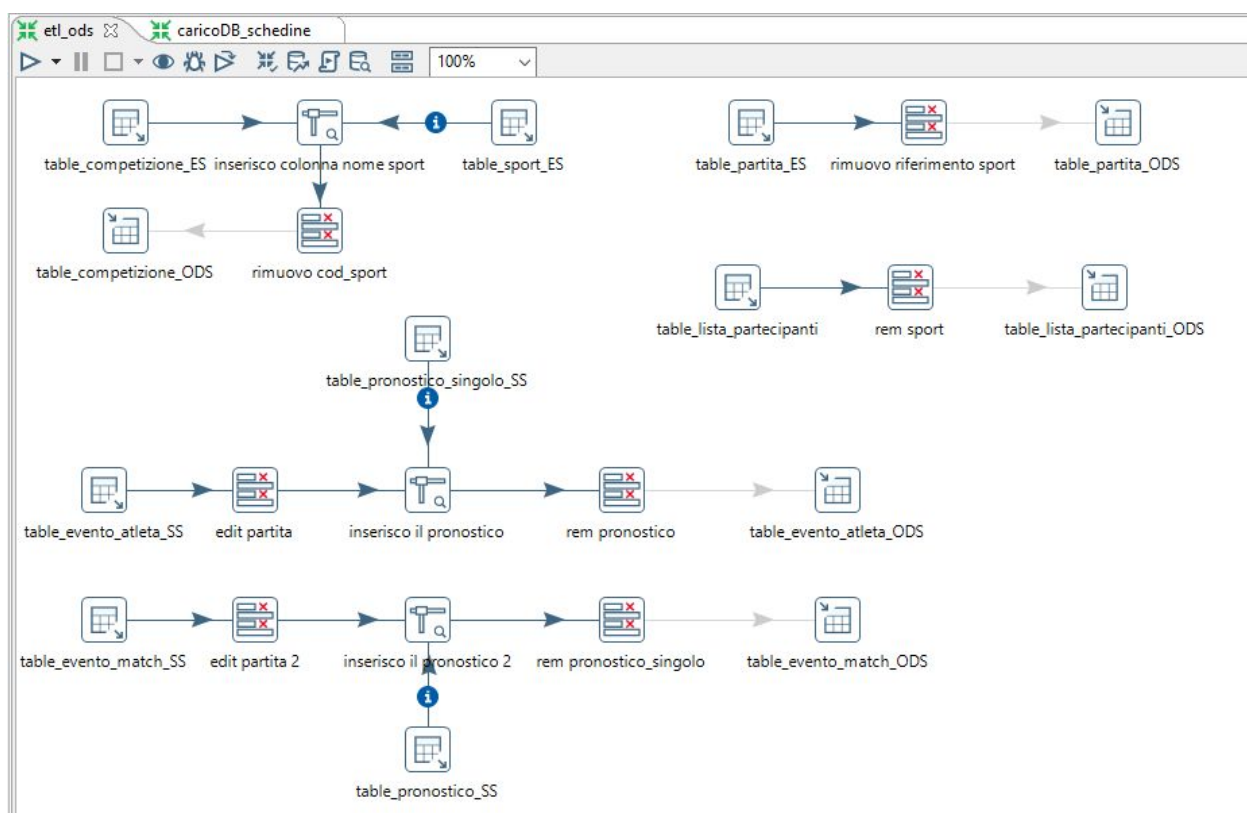 etl_ods
caricoDB_schedine
100%
table_competizione_ES
inserisco colonna nome sport
table_sport_ES
table_partita_ES
rimuovo riferimento sport
table_partita_ODS
table_competizione_ODS
rimuovo cod_sport
table_lista_partecipanti
rem sport
table_lista_partecipanti_ODS
table_pronostico_singolo_SS
table_evento_atleta_SS
edit partita
inserisco il pronostico
rem pronostico
table_evento_atleta_ODS
table_evento_match_SS
edit partita 2
inserisco il pronostico 2
rem pronostico_singolo
table_evento_match_ODS
table_pronostico_SS